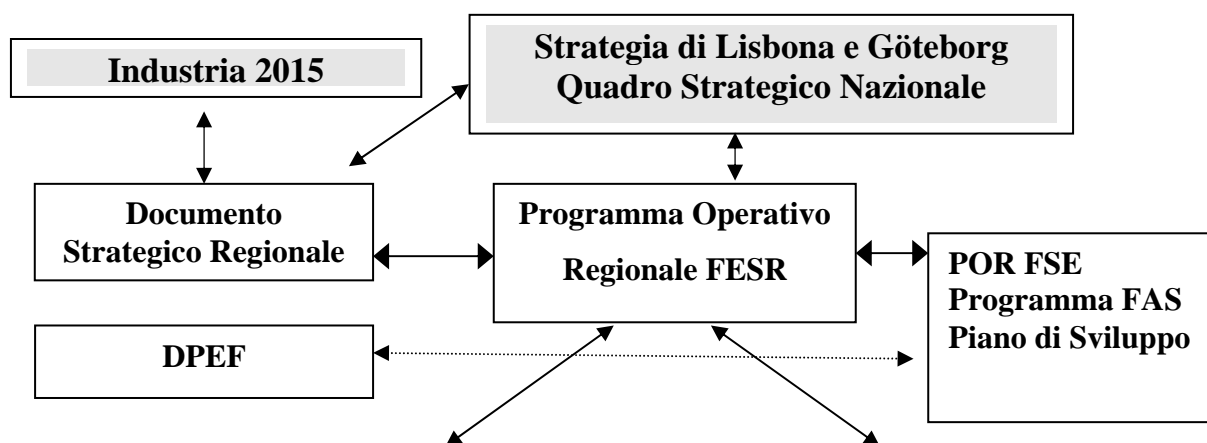 Industria 2015
Strategia di Lisbona e Göteborg
Quadro Strategico Nazionale
Documento
Strategico Regionale
Programma Operativo
Regionale FESR
POR FSE
Programma FAS
Piano di Sviluppo
DPEF